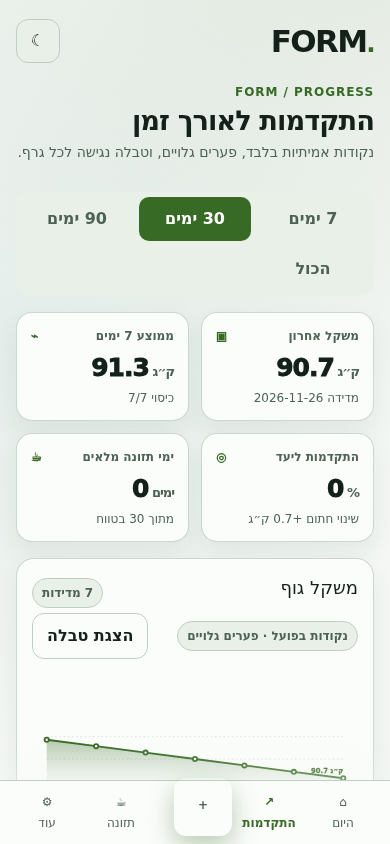 FORM.
FORM / PROGRESS
התקדמות לאורך זמן
נקודות אמיתיות בלבד, פערים גלויים, וטבלה נגישה לכל גרף.
7 ימים
30 ימים
90 ימים
הכול
משקל אחרון
90.7 ק״ג
מדידה 2026-11-26
ממוצע 7 ימים
91.3 ק״ג
כיסוי 7/7
התקדמות ליעד
0 %
שינוי חתום +0.7 ק״ג
ימי תזונה מלאים
0 ימים
מתוך 30 בטווח
משקל גוף
7 מדידות
נקודות בפועל · פערים גלויים
הצגת טבלה
90.7 ק״ג
היום
התקדמות
+
תזונה
עוד